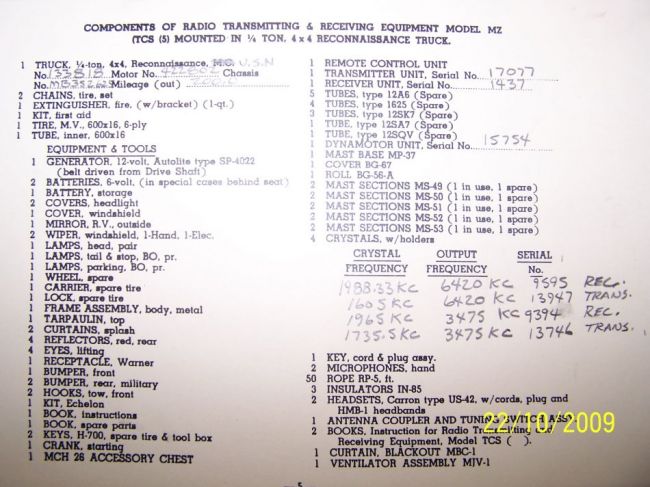 COMPONENTS OF RADIO TRANSMITTING & RECEIVING EQUIPMENT MODEL MZ
(TCS (5) MOUNTED IN ¼ TON, 4 x 4 RECONNAISSANCE TRUCK.
1 TRUCK, ¼-ton, 4x4, Reconnaissance, U.S.N
No. 133818 Motor No. Chassis
No. Mileage (out)
2 CHAINS, tire, set
1 EXTINGUISHER, fire, (w/bracket) (1-qt.)
1 KIT, first aid
1 TIRE, M.V., 600x16, 6-ply
1 TUBE, inner, 600x16
EQUIPMENT & TOOLS
1 GENERATOR, 12-volt, Autolite type SP-4022
(belt driven from Drive Shaft)
2 BATTERIES, 6-volt, (in special cases behind seat)
1 BATTERY, storage
2 COVERS, headlight
1 COVER, windshield
1 MIRROR, R.V., outside
2 WIPER, windshield, 1-Hand, 1-Elec.
1 LAMPS, head, pair
1 LAMPS, tail & stop, BO, pr.
1 LAMPS, parking, BO, pr.
1 WHEEL, spare
1 CARRIER, spare tire
1 LOCK, spare tire
1 FRAME ASSEMBLY, body, metal
1 TARPAULIN, top
2 CURTAINS, splash
4 REFLECTORS, red, rear
4 EYES, lifting
1 RECEPTACLE, Warner
1 BUMPER, front
2 BUMPER, rear, military
2 HOOKS, tow, front
1 KIT, Echelon
1 BOOK, instructions
1 BOOK, spare parts
2 KEYS, H-700, spare tire & tool box
1 CRANK, starting
1 MCH 26 ACCESSORY CHEST
1 REMOTE CONTROL UNIT
1 TRANSMITTER UNIT, Serial No. 17077
1 RECEIVER UNIT, Serial No. 1437
5 TUBES, type 12A6 (Spare)
4 TUBES, type 1625 (Spare)
3 TUBES, type 12SK7 (Spare)
1 TUBE, type 12SA7 (Spare)
1 TUBE, type 12SQV (Spare)
1 DYNAMOTOR UNIT, Serial No. 15754
1 MAST BASE MP-37
1 COVER BG-67
1 ROLL BG-56-A
2 MAST SECTIONS MS-49 (1 in use, 1 spare)
2 MAST SECTIONS MS-50 (1 in use, 1 spare)
2 MAST SECTIONS MS-51 (1 in use, 1 spare)
2 MAST SECTIONS MS-52 (1 in use, 1 spare)
2 MAST SECTIONS MS-53 (1 in use, 1 spare)
4 CRYSTALS, w/holders
CRYSTAL OUTPUT SERIAL
FREQUENCY FREQUENCY No.
1988.33 KC 6420 KC 9595 REC.
1605 KC 6420 KC 13947 TRANS.
1965 KC 3475 KC 9394 REC.
1735.5 KC 3475 KC 13746 TRANS.
1 KEY, cord & plug assy.
2 MICROPHONES, hand
50 ROPE RP-5, ft.
3 INSULATORS IN-85
2 HEADSETS, Carron type US-42, w/cords, plug and
HMB-1 headbands
1 ANTENNA COUPLER AND TUNING SWITCH ASSY
2 BOOKS, Instruction for Radio Transmitting and
Receiving Equipment, Model TCS ( ).
1 CURTAIN, BLACKOUT MBC-1
1 VENTILATOR ASSEMBLY MJV-1
22/10/2009
5